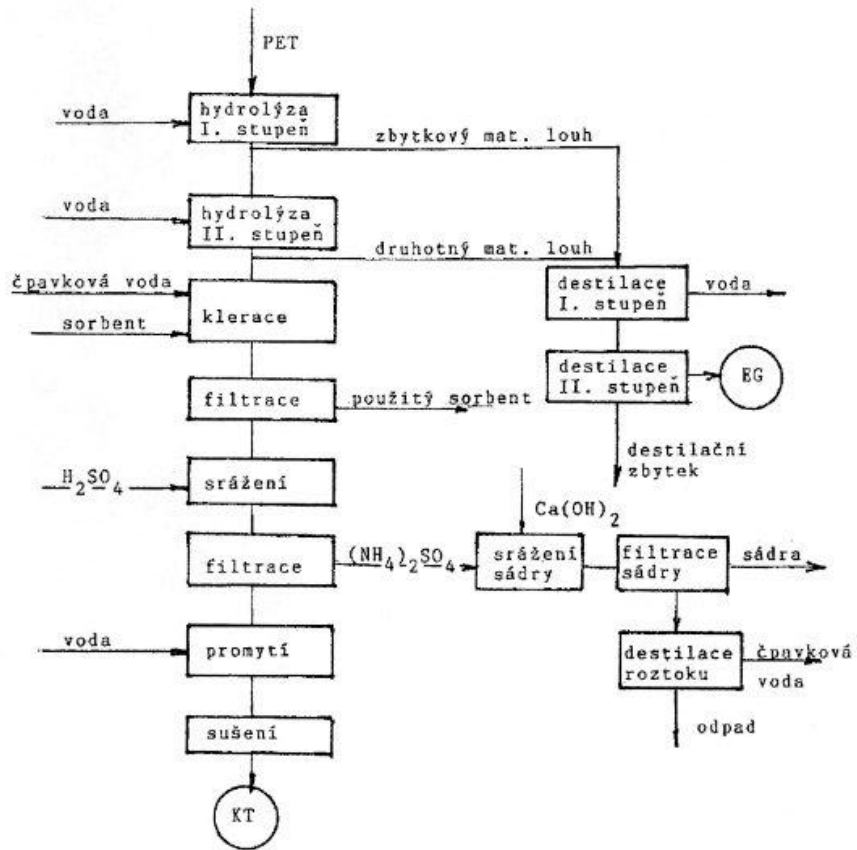 PET
voda
hydrolýza
I. stupeň
zbytkový mat. louh
voda
hydrolýza
II. stupeň
druhotný mat. louh
čpavková voda
sorbent
klerace
destilace
I. stupeň
voda
destilace
II. stupeň
EG
filtrace
použitý sorbent
destilační
zbytek
H2SO4
srážení
Ca(OH)2
filtrace
(NH4)2SO4
srážení
sádry
filtrace
sádry
sádra
voda
promytí
destilace
roztoku
čpavková
voda
sušení
odpad
KT